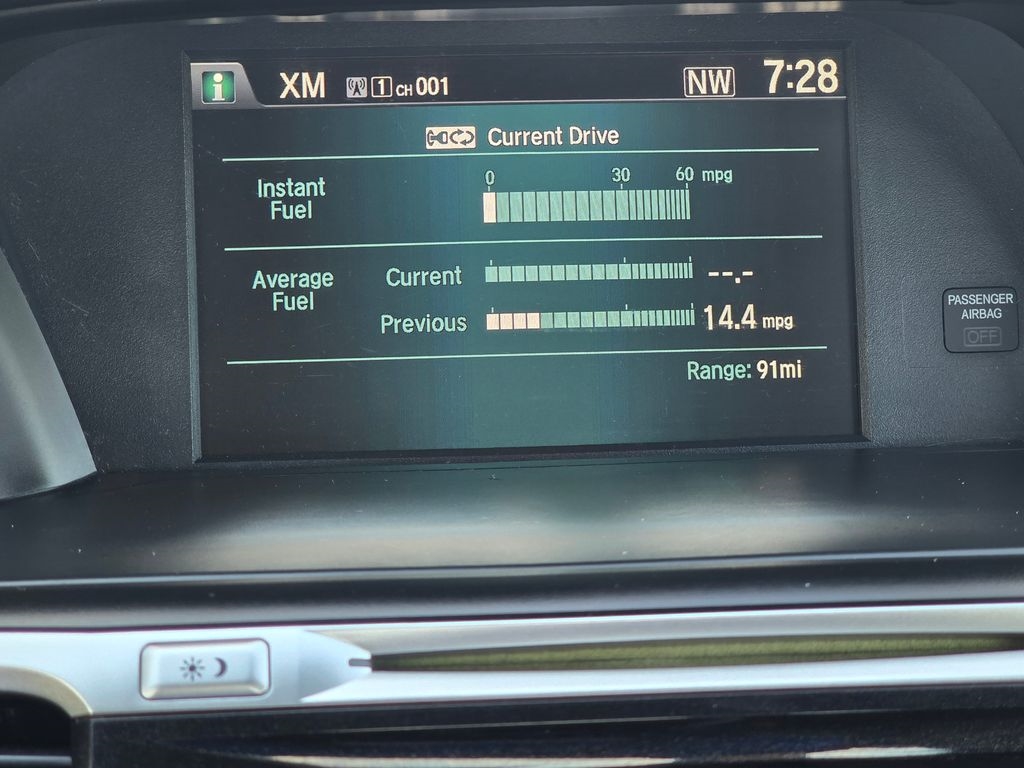 i XM 1 CH 001 NW 7:28
Current Drive
0 30 60 mpg
Instant
Fuel
Average
Fuel
Current --.-
Previous 14.4 mpg
Range: 91mi
PASSENGER
AIRBAG
OFF